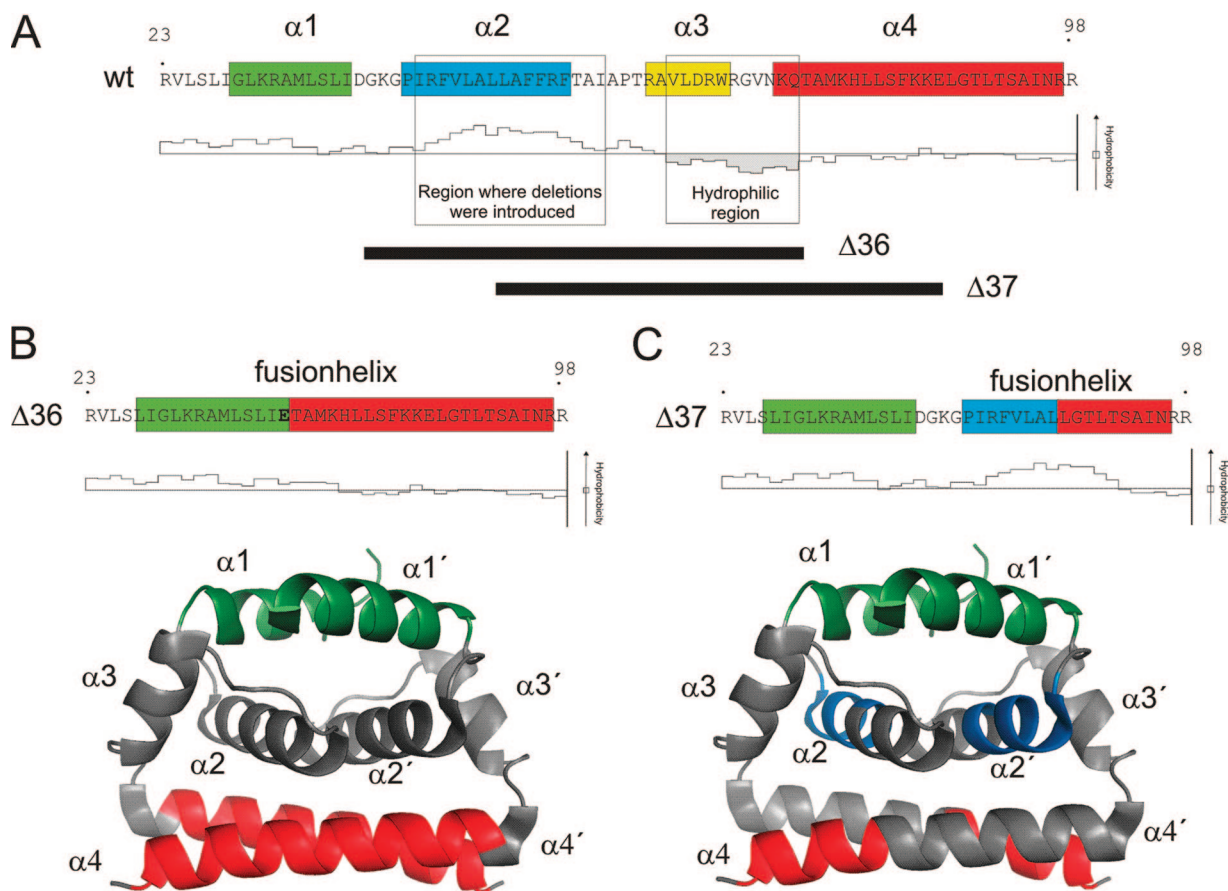 A
α1 α2 α3 α4
23 98
wt RVLSLIGLKRAMLSLIDGKGPIRFVLALLAFFRFTAIAPTRAVLDRWRGVNKQTAMKHLLSFKKELGTLTSAINRR
Hydrophobicity
Region where deletions were introduced
Hydrophilic region
Δ36
Δ37
B
fusionhelix
23 98
Δ36 RVLSLIGLKRAMLSLIETAMKHLLSFKKELGTLTSAINRR
Hydrophobicity
α1 α1´
α3 α3´
α2 α2´
α4 α4´
C
fusionhelix
23 98
Δ37 RVLSLIGLKRAMLSLIDGKGPIRFVLALLGTLTSAINRR
Hydrophobicity
α1 α1´
α3 α3´
α2 α2´
α4 α4´